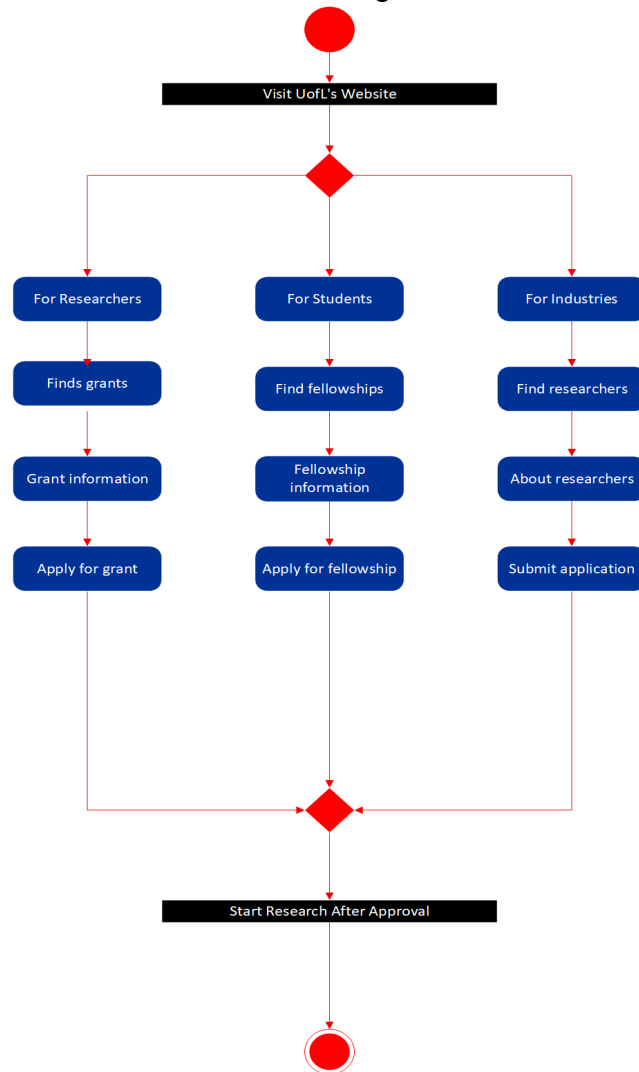 Visit UofL's Website
For Researchers
For Students
For Industries
Finds grants
Find fellowships
Find researchers
Grant information
Fellowship
information
About researchers
Apply for grant
Apply for fellowship
Submit application
Start Research After Approval